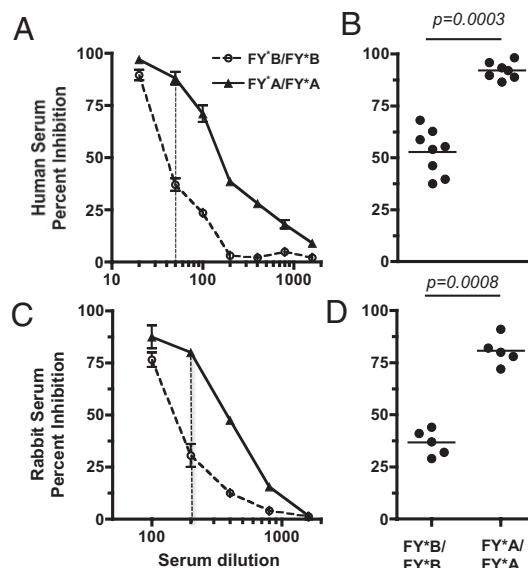 A
FY*B/FY*B
FY*A/FY*A
Human Serum
Percent Inhibition
100
75
50
25
0
10
100
1000
B
p=0.0003
100
75
50
25
0
C
Rabbit Serum
Percent Inhibition
100
75
50
25
0
100
1000
Serum dilution
D
p=0.0008
100
75
50
25
0
FY*B/
FY*B
FY*A/
FY*A